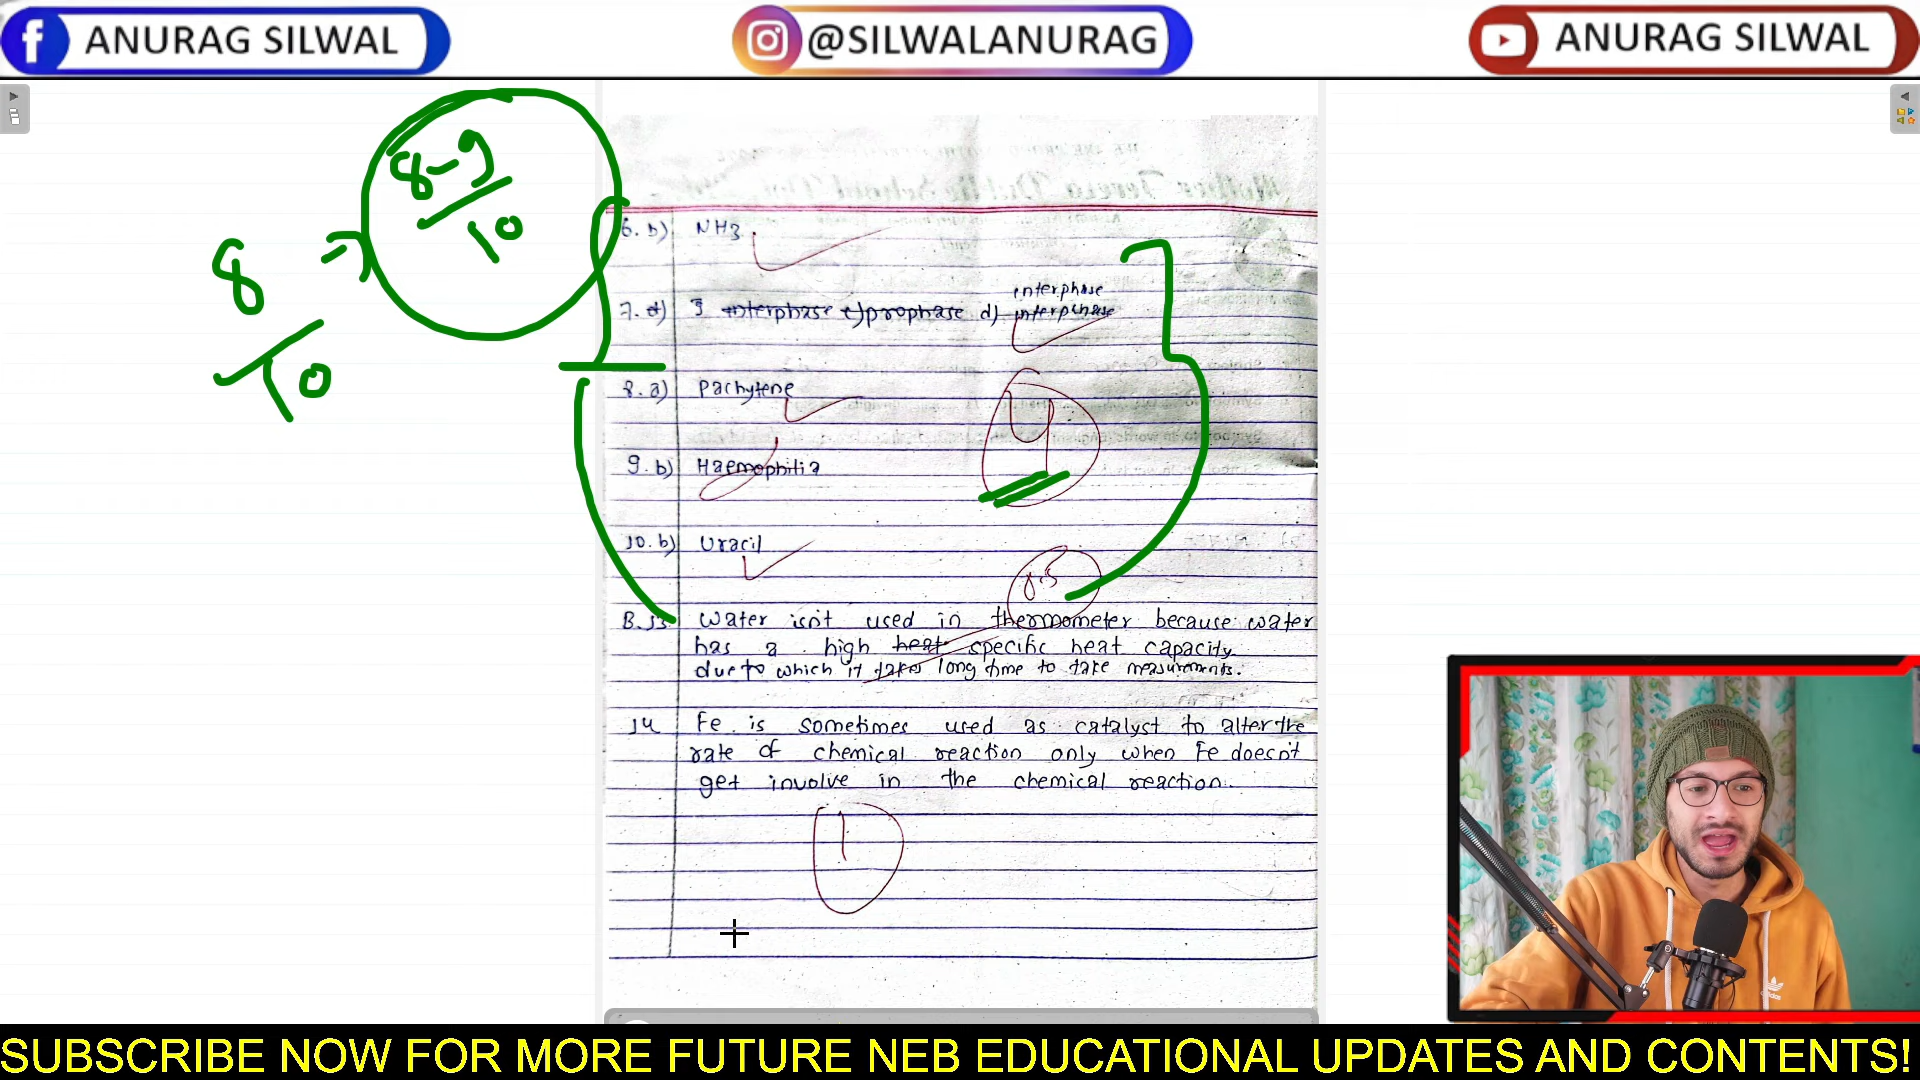 ANURAG SILWAL
@SILWALANURAG
ANURAG SILWAL
8-9
10
8
10
6. b) NH3
interphase
7. d) interphase c) prophase d) interphase
8. a) Pachytene
4
9. b) Haemophilia
10. b) Uracil
0.5
B. 13 Water isn't used in thermometer because water
has a high heat specific heat capacity
due to which it takes long time to take measurements.
14 Fe is sometimes used as catalyst to alter the
rate of chemical reaction only when Fe doesn't
get involve in the chemical reaction.
1
adidas
SUBSCRIBE NOW FOR MORE FUTURE NEB EDUCATIONAL UPDATES AND CONTENTS!